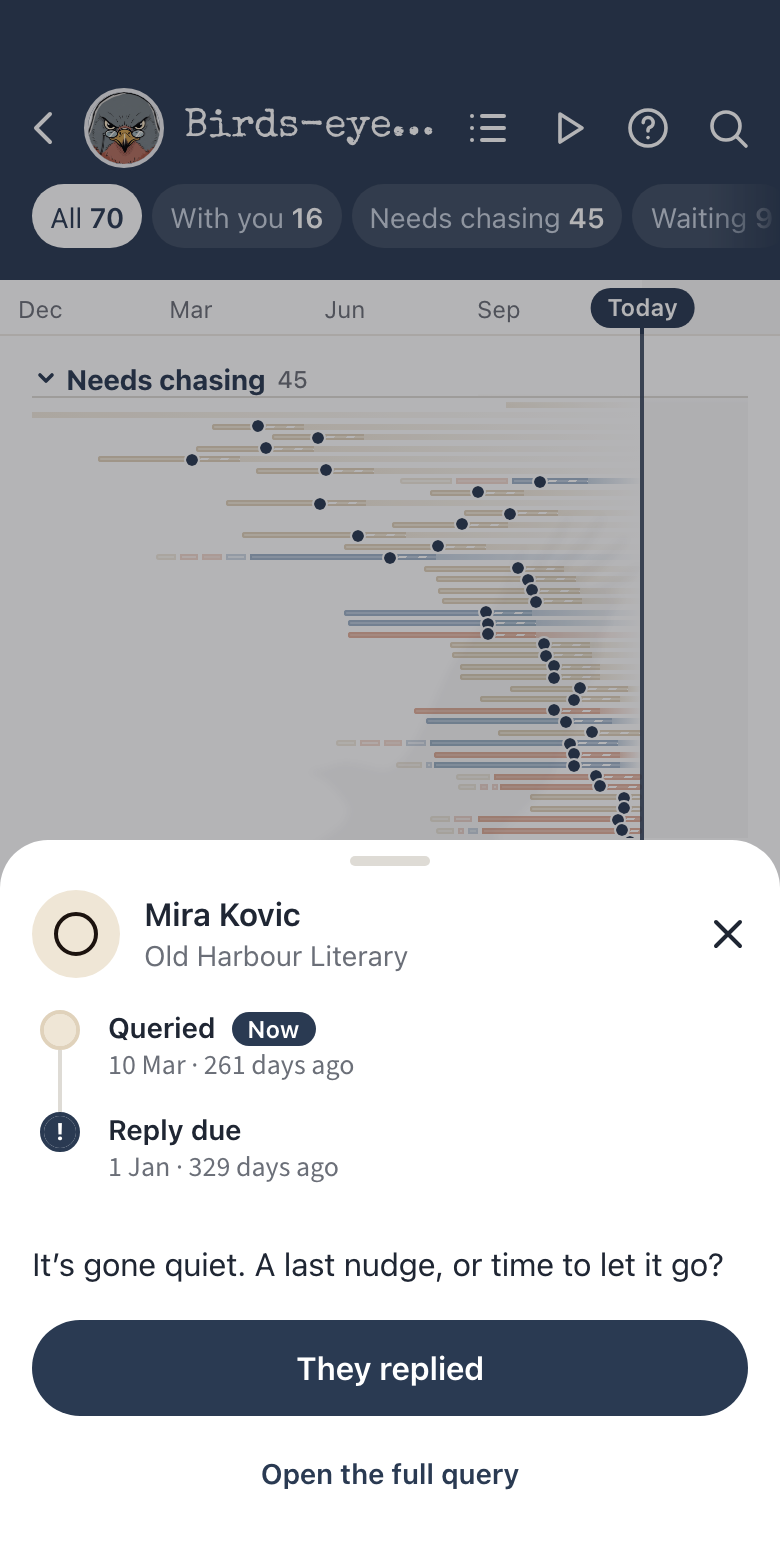 Birds-eye...
All 70
With you 16
Needs chasing 45
Waiting 9
Dec
Mar
Jun
Sep
Today
Needs chasing 45
Mira Kovic
Old Harbour Literary
Queried Now
10 Mar · 261 days ago
!
Reply due
1 Jan · 329 days ago
It’s gone quiet. A last nudge, or time to let it go?
They replied
Open the full query